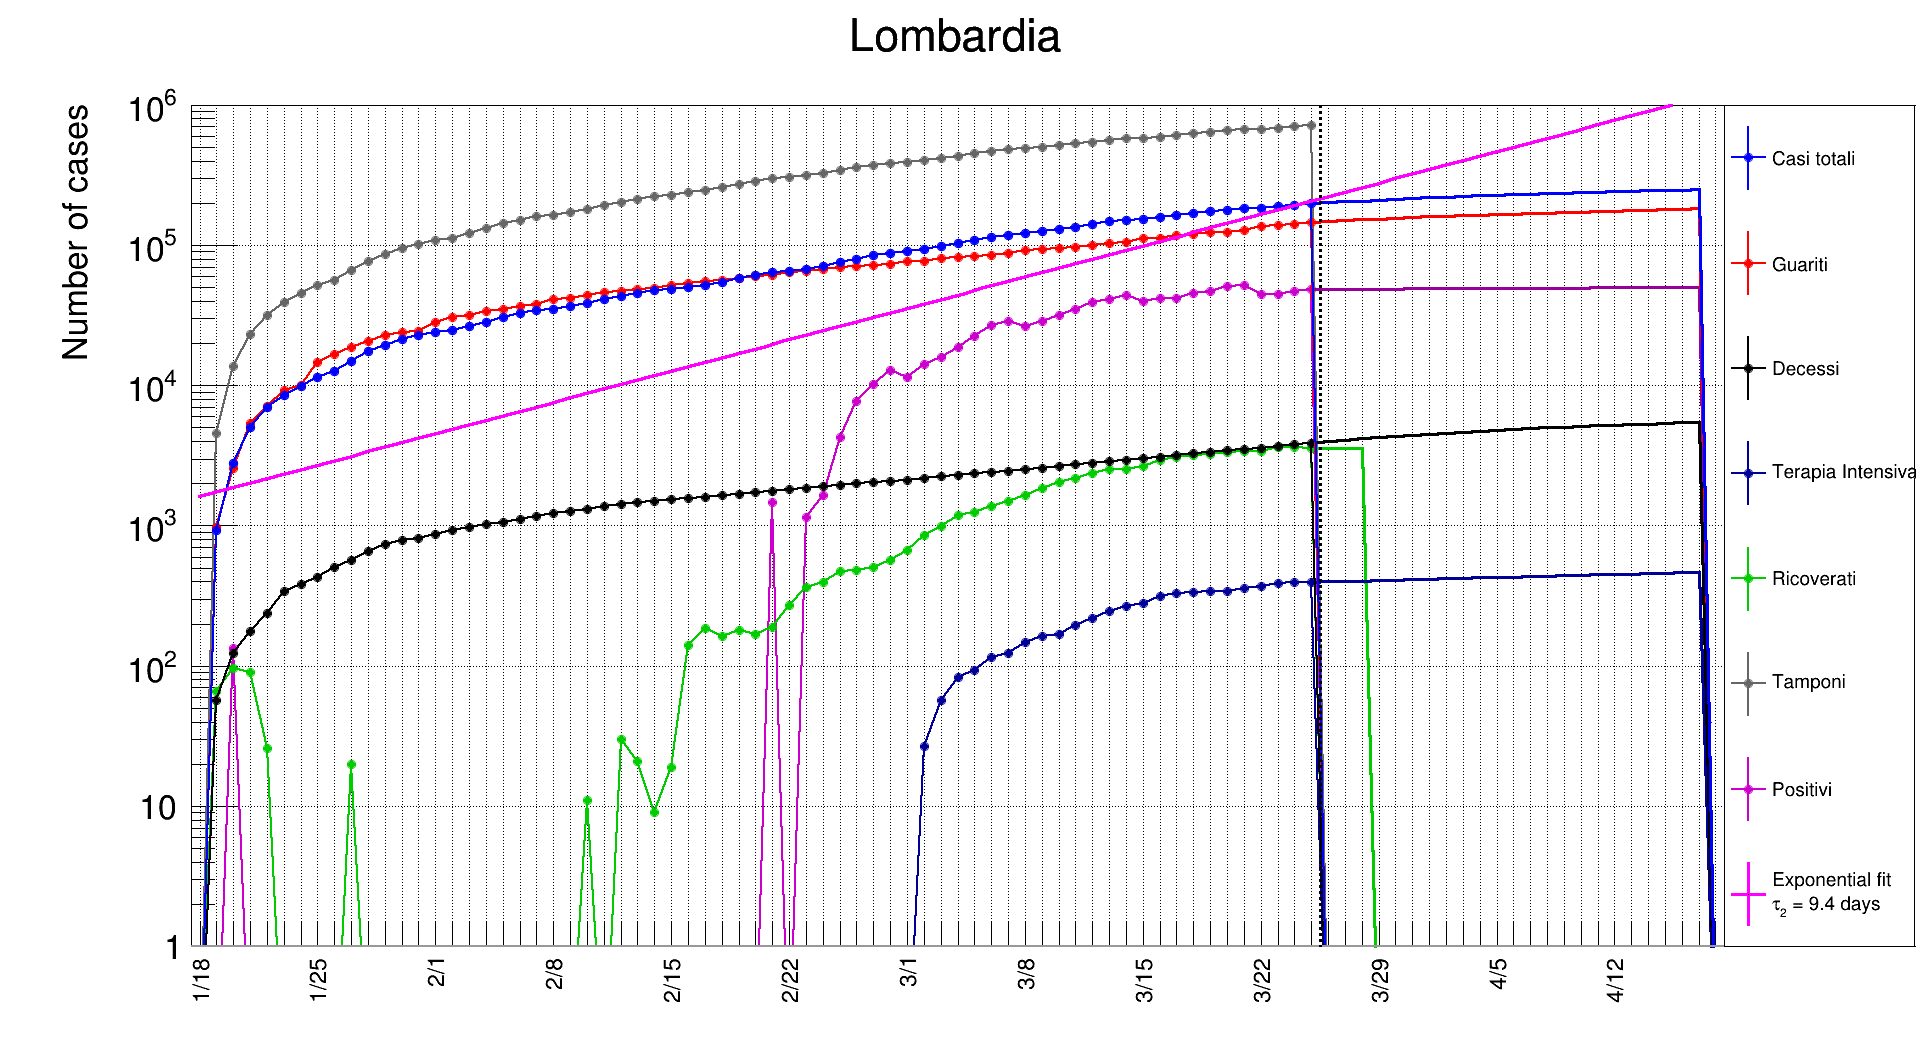 Lombardia
Number of cases
10^6
10^5
10^4
10^3
10^2
10
1
1/18
1/25
2/1
2/8
2/15
2/22
3/1
3/8
3/15
3/22
3/29
4/5
4/12
Casi totali
Guariti
Decessi
Terapia Intensiva
Ricoverati
Tamponi
Positivi
Exponential fit
τ_2 = 9.4 days